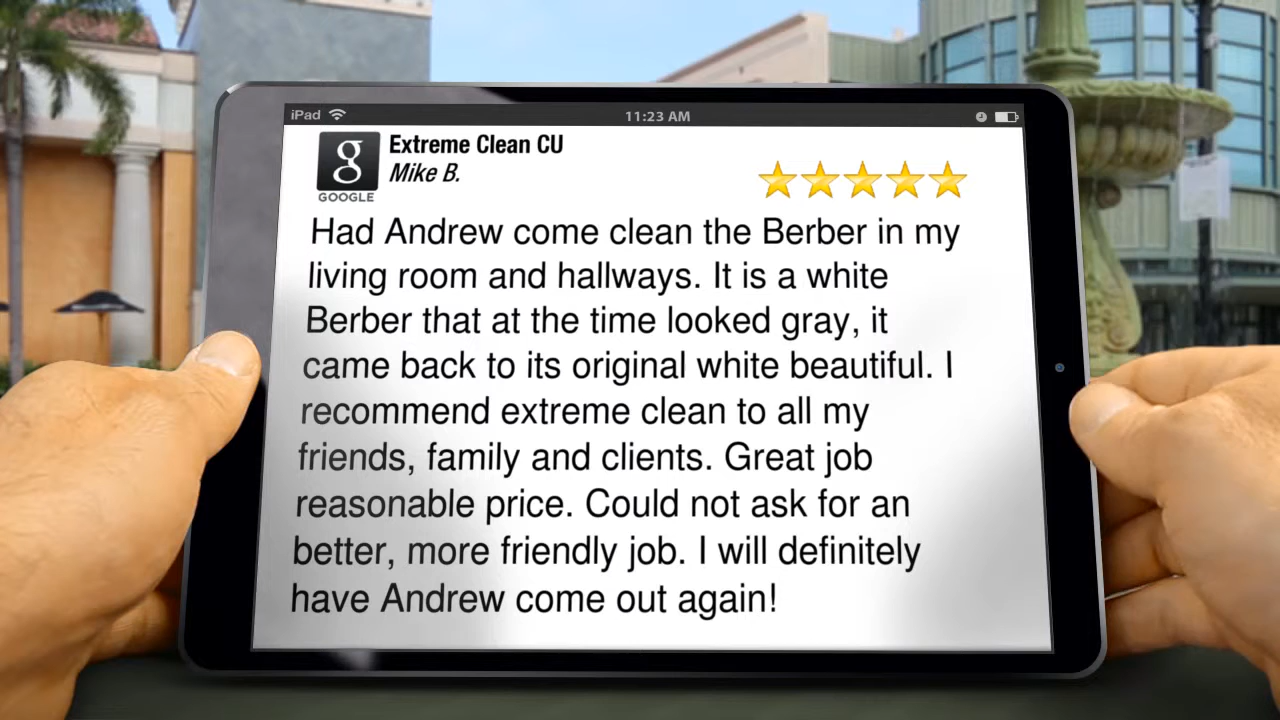 iPad 11:23 AM
g
GOOGLE
Extreme Clean CU
Mike B.
Had Andrew come clean the Berber in my
living room and hallways. It is a white
Berber that at the time looked gray, it
came back to its original white beautiful. I
recommend extreme clean to all my
friends, family and clients. Great job
reasonable price. Could not ask for an
better, more friendly job. I will definitely
have Andrew come out again!